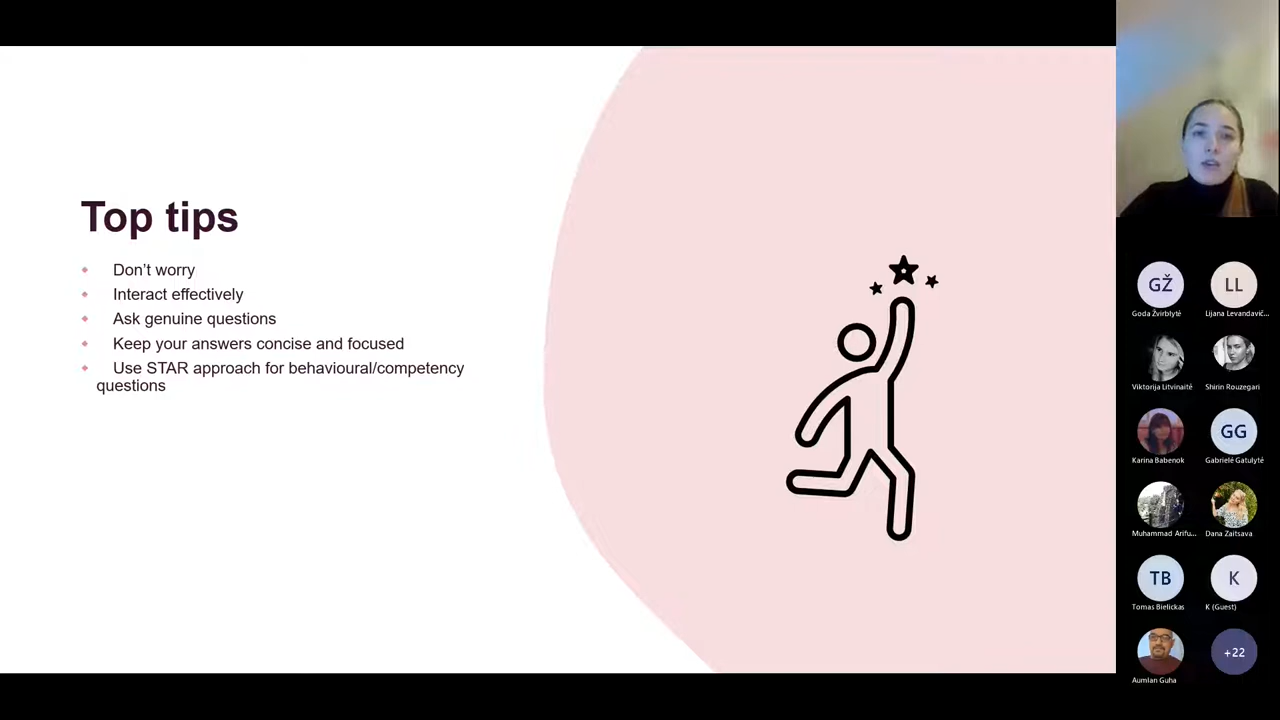 Top tips
Don’t worry
Interact effectively
Ask genuine questions
Keep your answers concise and focused
Use STAR approach for behavioural/competency
questions
GŽ
LL
Goda Žvirblytė
Lijana Levandavič...
Viktorija Litvinaitė
Shirin Rouzegari
GG
Karina Babenok
Gabrielė Gatulytė
Muhammad Arifu...
Dana Zaitsava
TB
K
Tomas Bielickas
K (Guest)
+22
Aumlan Guha